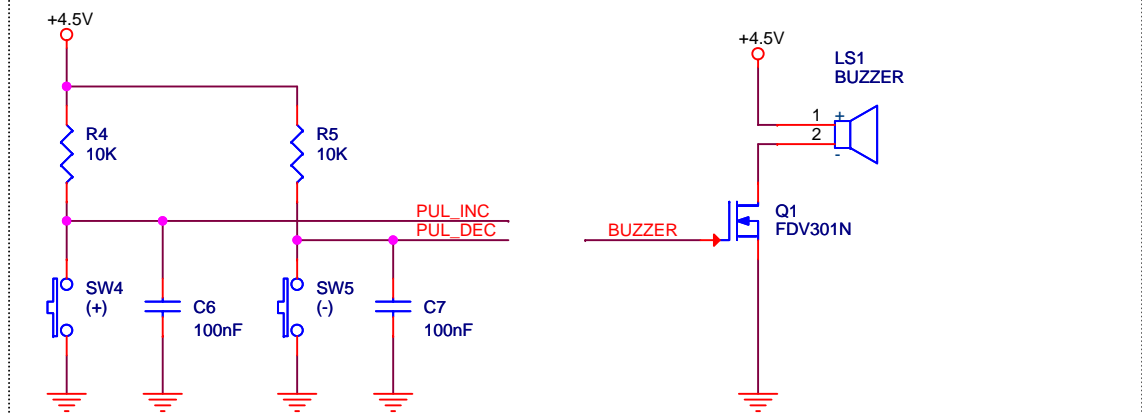 +4.5V
+4.5V
LS1
BUZZER
1
+
2
-
R4
10K
R5
10K
PUL_INC
PUL_DEC
BUZZER
Q1
FDV301N
SW4
(+)
C6
100nF
SW5
(-)
C7
100nF